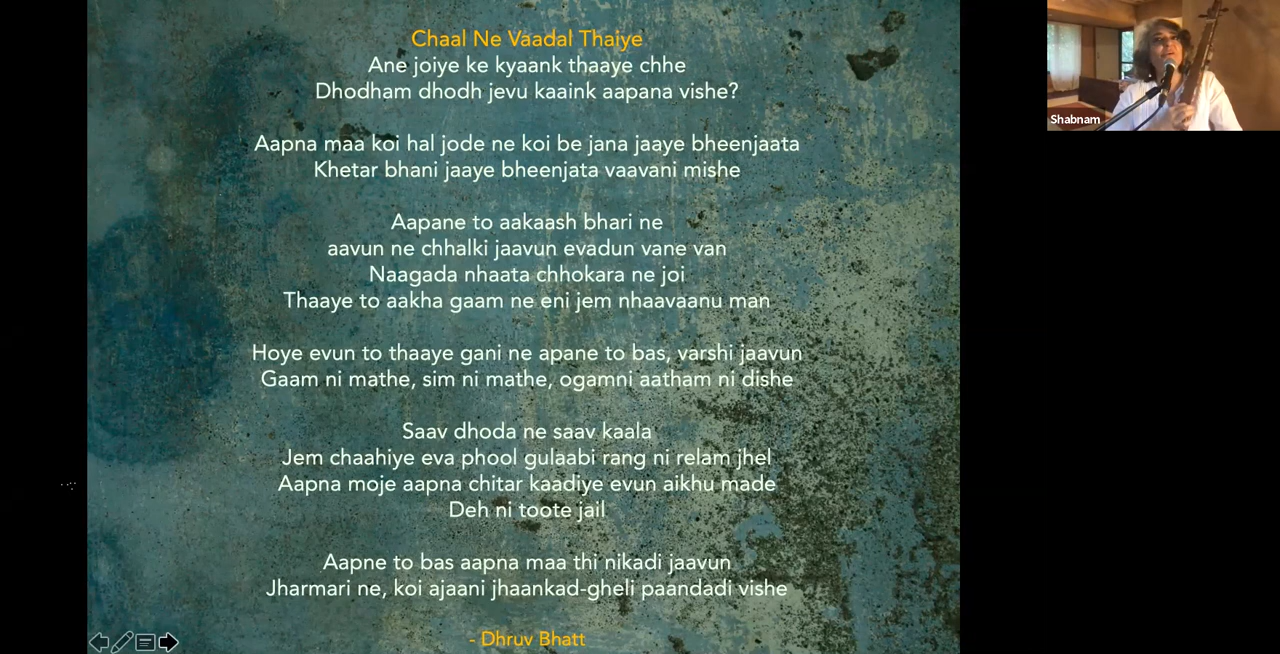 Chaal Ne Vaadal Thaiye
Ane joiye ke kyaank thaaye chhe
Dhodham dhodh jevu kaaink aapana vishe?
Aapna maa koi hal jode ne koi be jana jaaye bheenjaata
Khetar bhani jaaye bheenjata vaavani mishe
Aapane to aakaash bhari ne
aavun ne chhalki jaavun evadun vane van
Naagada nhaata chhokara ne joi
Thaaye to aakha gaam ne eni jem nhaavaanu man
Hoye evun to thaaye gani ne apane to bas, varshi jaavun
Gaam ni mathe, sim ni mathe, ogamni aatham ni dishe
Saav dhoda ne saav kaala
Jem chaahiye eva phool gulaabi rang ni relam jhel
Aapna moje aapna chitar kaadiye evun aikhu made
Deh ni toote jail
Aapne to bas aapna maa thi nikadi jaavun
Jharmari ne, koi ajaani jhaankad-gheli paandadi vishe
- Dhruv Bhatt
Shabnam